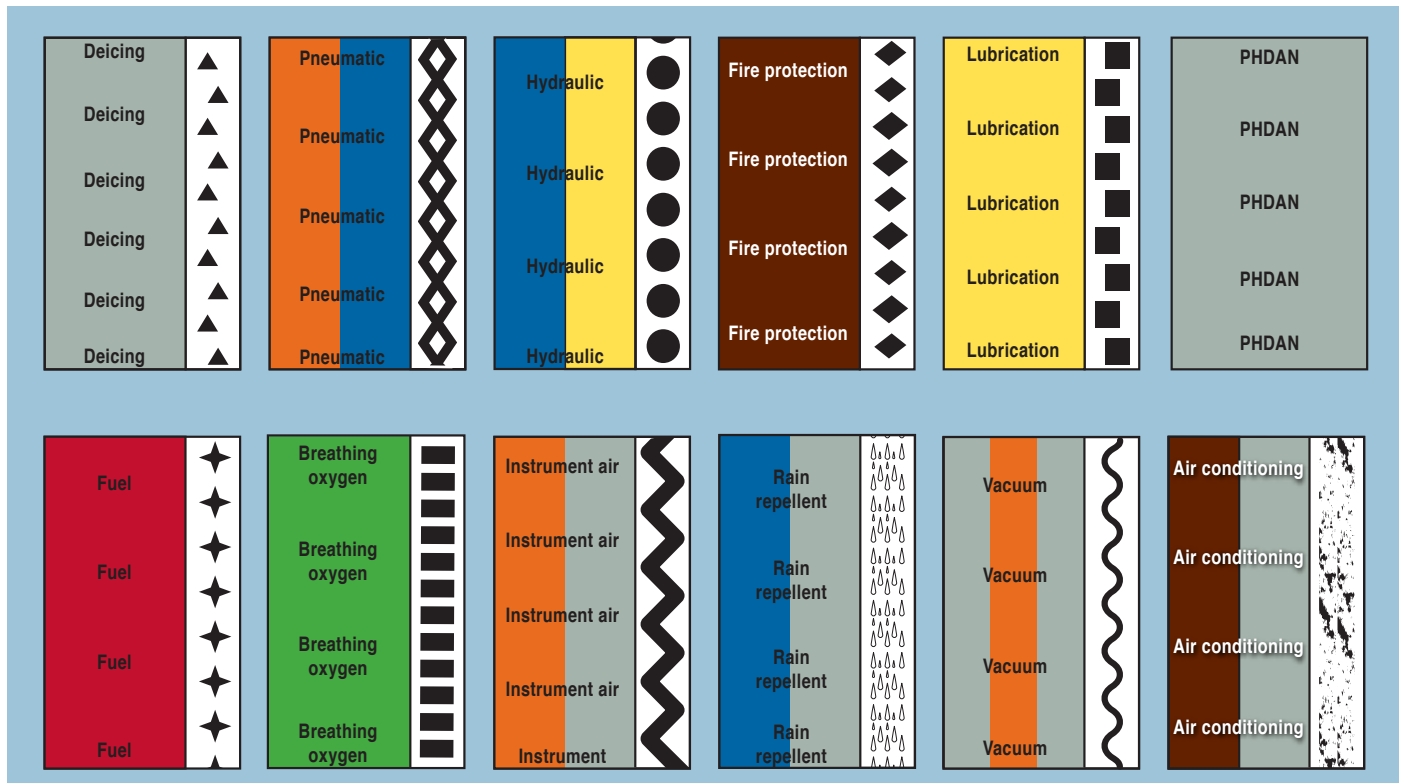 Deicing
Deicing
Deicing
Deicing
Deicing
Deicing
Pneumatic
Pneumatic
Pneumatic
Pneumatic
Pneumatic
Hydraulic
Hydraulic
Hydraulic
Hydraulic
Fire protection
Fire protection
Fire protection
Fire protection
Lubrication
Lubrication
Lubrication
Lubrication
Lubrication
PHDAN
PHDAN
PHDAN
PHDAN
PHDAN
Fuel
Fuel
Fuel
Fuel
Breathing
oxygen
Breathing
oxygen
Breathing
oxygen
Breathing
oxygen
Instrument air
Instrument air
Instrument air
Instrument air
Instrument
Rain
repellent
Rain
repellent
Rain
repellent
Rain
repellent
Vacuum
Vacuum
Vacuum
Vacuum
Air conditioning
Air conditioning
Air conditioning
Air conditioning